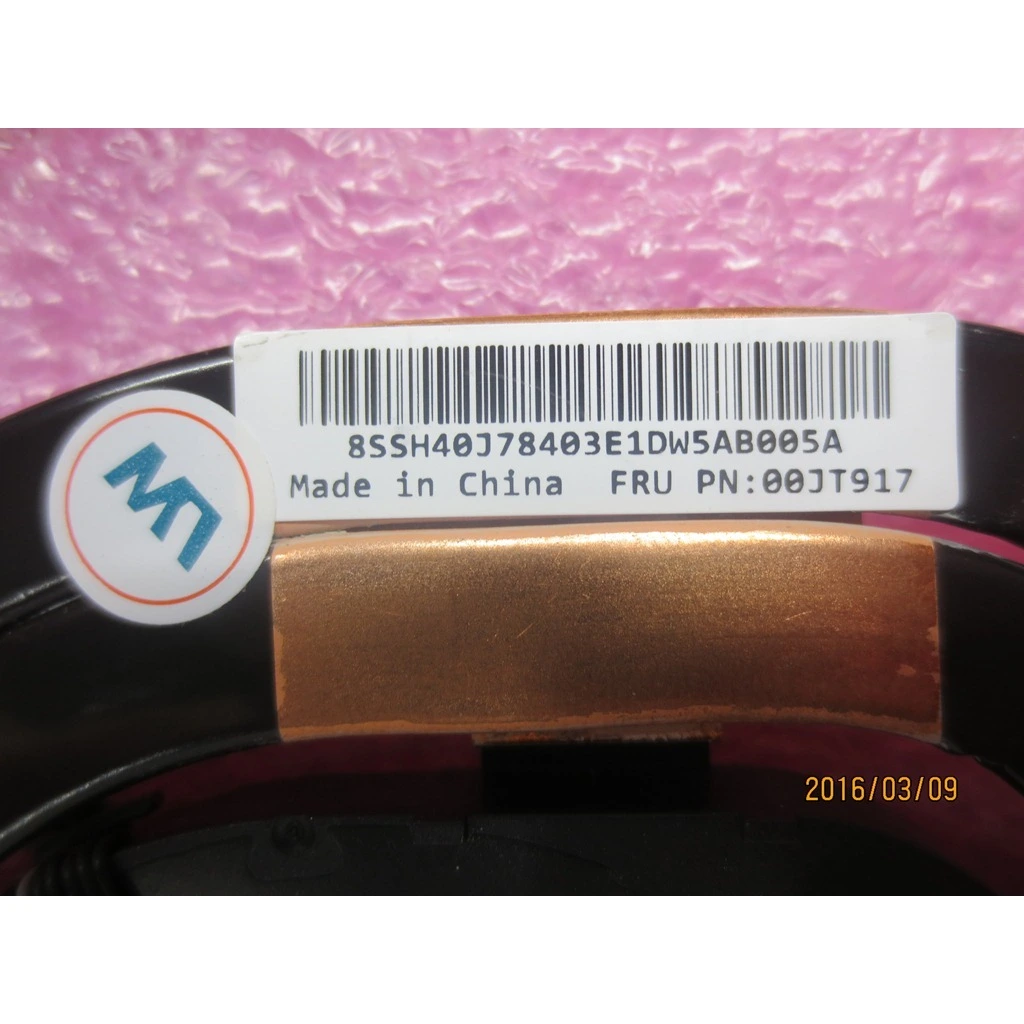 8SSH40J78403E1DW5AB005A
Made in China FRU PN:00JT917
2016/03/09